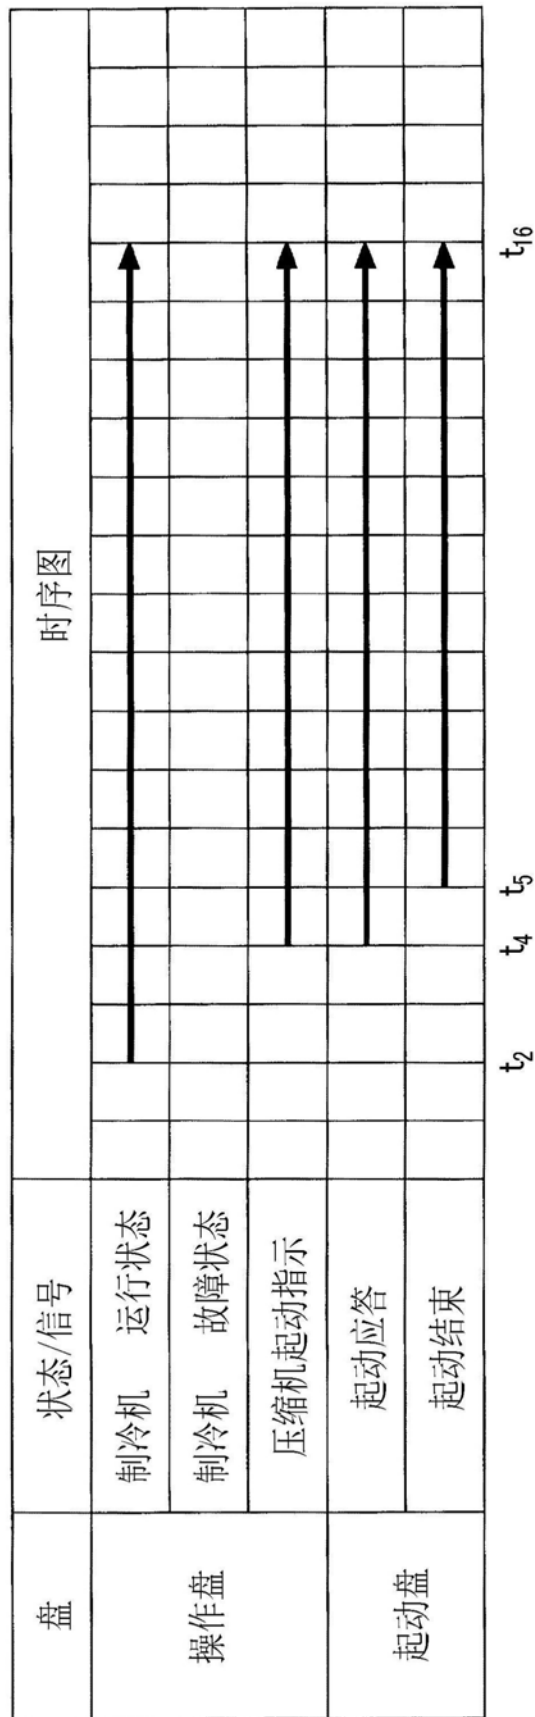 盘 状态/信号 时序图
操作盘 制冷机 运行状态
制冷机 故障状态
压缩机起动指示
起动盘 起动应答
起动结束
t2 t4 t5 t16